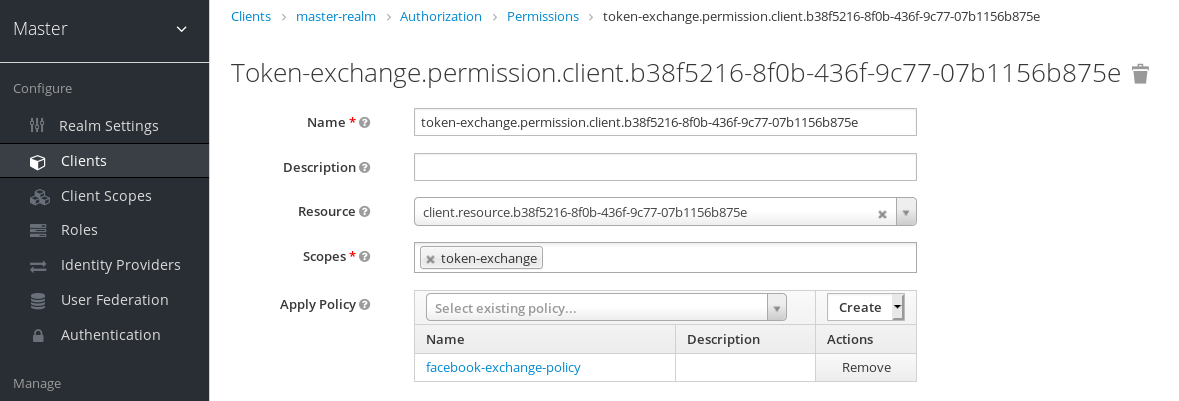 Master
Configure
Realm Settings
Clients
Client Scopes
Roles
Identity Providers
User Federation
Authentication
Manage
Clients > master-realm > Authorization > Permissions > token-exchange.permission.client.b38f5216-8f0b-436f-9c77-07b1156b875e
Token-exchange.permission.client.b38f5216-8f0b-436f-9c77-07b1156b875e
Name * token-exchange.permission.client.b38f5216-8f0b-436f-9c77-07b1156b875e
Description
Resource client.resource.b38f5216-8f0b-436f-9c77-07b1156b875e
Scopes * token-exchange
Apply Policy Select existing policy... Create
Name Description Actions
facebook-exchange-policy Remove